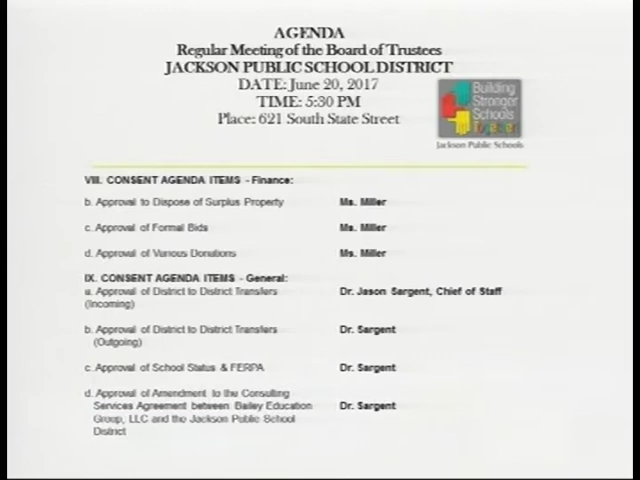 AGENDA
Regular Meeting of the Board of Trustees
JACKSON PUBLIC SCHOOL DISTRICT
DATE: June 20, 2017
TIME: 5:30 PM
Place: 621 South State Street
Building
Stronger
Schools
Together
Jackson Public Schools
VIII. CONSENT AGENDA ITEMS - Finance:
b. Approval to Dispose of Surplus Property Ms. Miller
c. Approval of Formal Bids Ms. Miller
d. Approval of Various Donations Ms. Miller
IX. CONSENT AGENDA ITEMS - General:
a. Approval of District to District Transfers Dr. Jason Sargent, Chief of Staff
(Incoming)
b. Approval of District to District Transfers Dr. Sargent
(Outgoing)
c. Approval of School Status & FERPA Dr. Sargent
d. Approval of Amendment to the Consulting
Services Agreement between Bailey Education Dr. Sargent
Group, LLC and the Jackson Public School
District